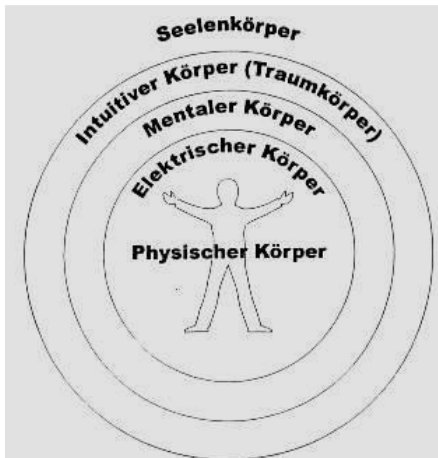 Seelenkörper
Intuitiver Körper (Traumkörper)
Mentaler Körper
Elektrischer Körper
Physischer Körper